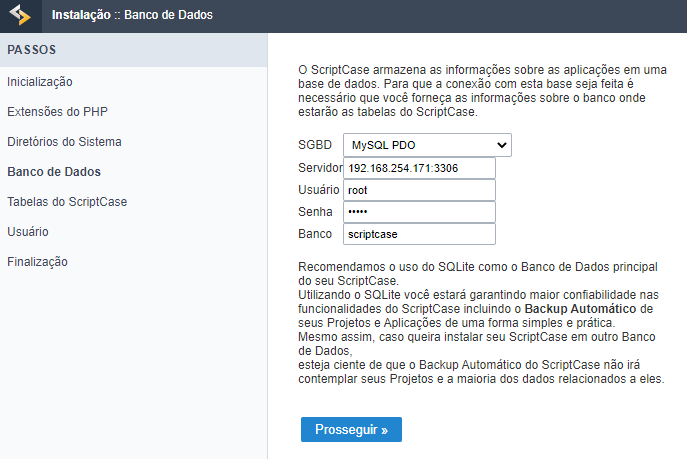 Instalação :: Banco de Dados
PASSOS
Inicialização
Extensões do PHP
Diretórios do Sistema
Banco de Dados
Tabelas do ScriptCase
Usuário
Finalização
O ScriptCase armazena as informações sobre as aplicações em uma
base de dados. Para que a conexão com esta base seja feita é
necessário que você forneça as informações sobre o banco onde
estarão as tabelas do ScriptCase.
SGBD MySQL PDO
Servidor 192.168.254.171:3306
Usuário root
Senha •••••
Banco scriptcase
Recomendamos o uso do SQLite como o Banco de Dados principal
do seu ScriptCase.
Utilizando o SQLite você estará garantindo maior confiabilidade nas
funcionalidades do ScriptCase incluindo o Backup Automático de
seus Projetos e Aplicações de uma forma simples e prática.
Mesmo assim, caso queira instalar seu ScriptCase em outro Banco
de Dados,
esteja ciente de que o Backup Automático do ScriptCase não irá
contemplar seus Projetos e a maioria dos dados relacionados a eles.
Prosseguir »